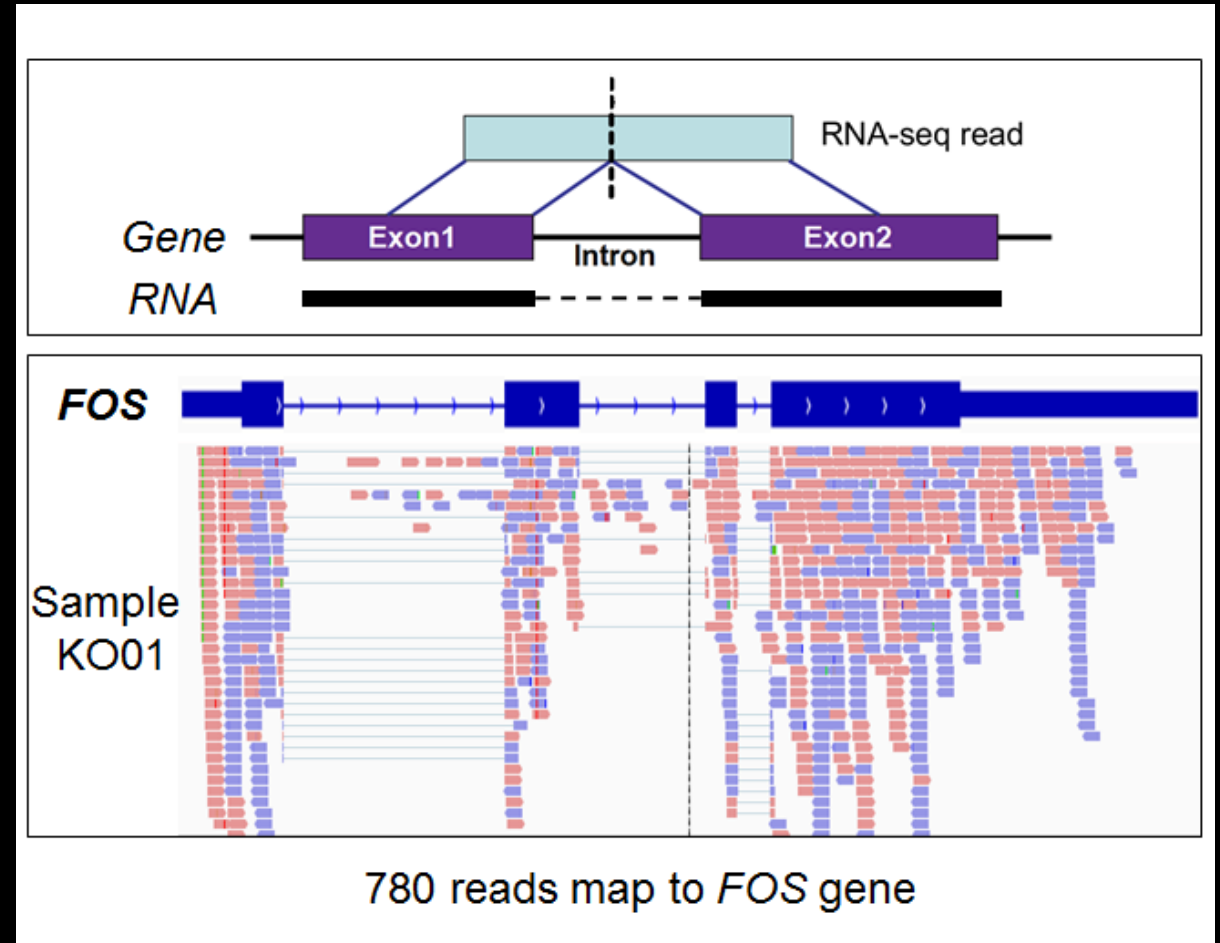 RNA-seq read
Gene
Exon1
Exon2
Intron
RNA
FOS
Sample
KO01
780 reads map to FOS gene